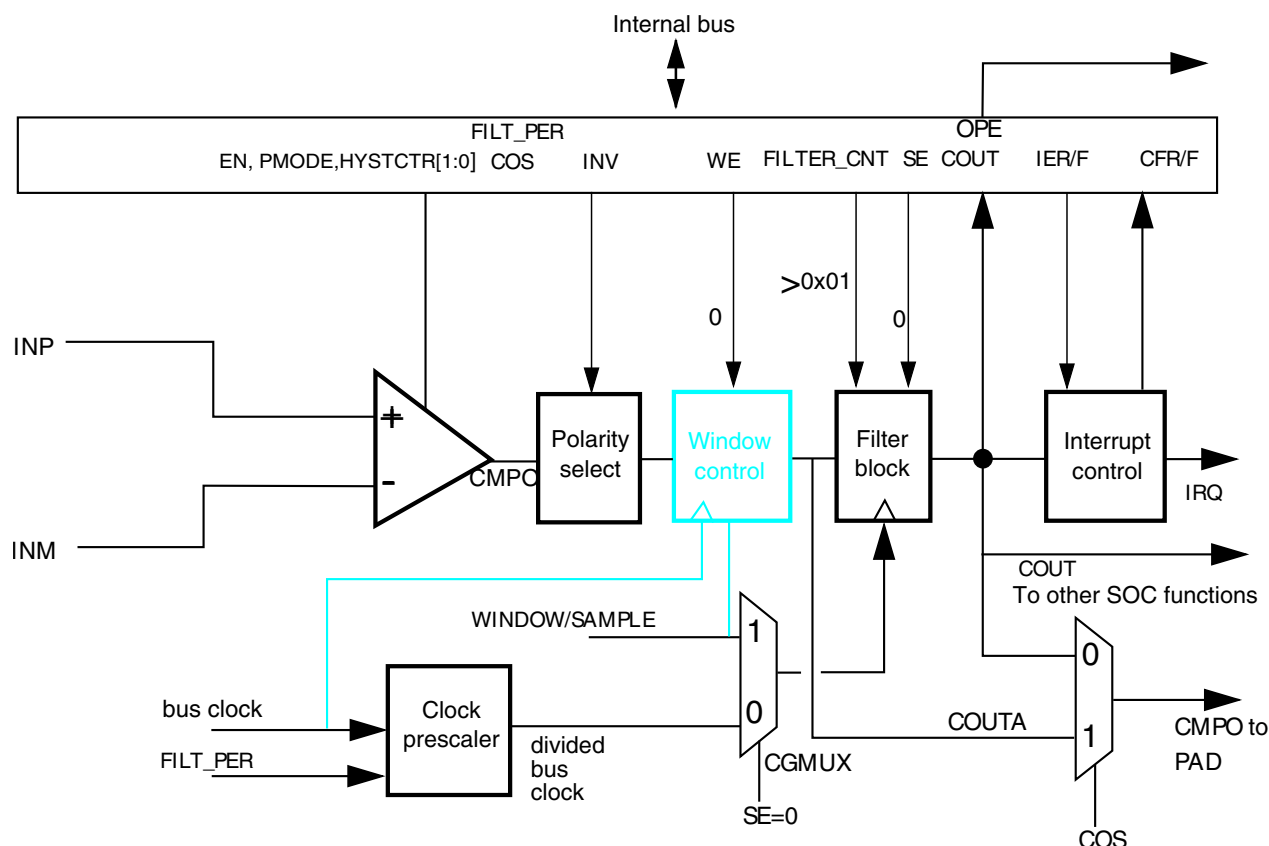 Internal bus
FILT_PER
OPE
EN, PMODE,HYSTCTR[1:0] COS INV WE FILTER_CNT SE COUT IER/F CFR/F
>0x01
0
0
INP
+
-
CMPO
Polarity
select
Window
control
Filter
block
Interrupt
control
IRQ
INM
COUT
To other SOC functions
WINDOW/SAMPLE
1
0
0
1
bus clock
FILT_PER
Clock
prescaler
divided
bus
clock
CGMUX
SE=0
COUTA
CMPO to
PAD
COS